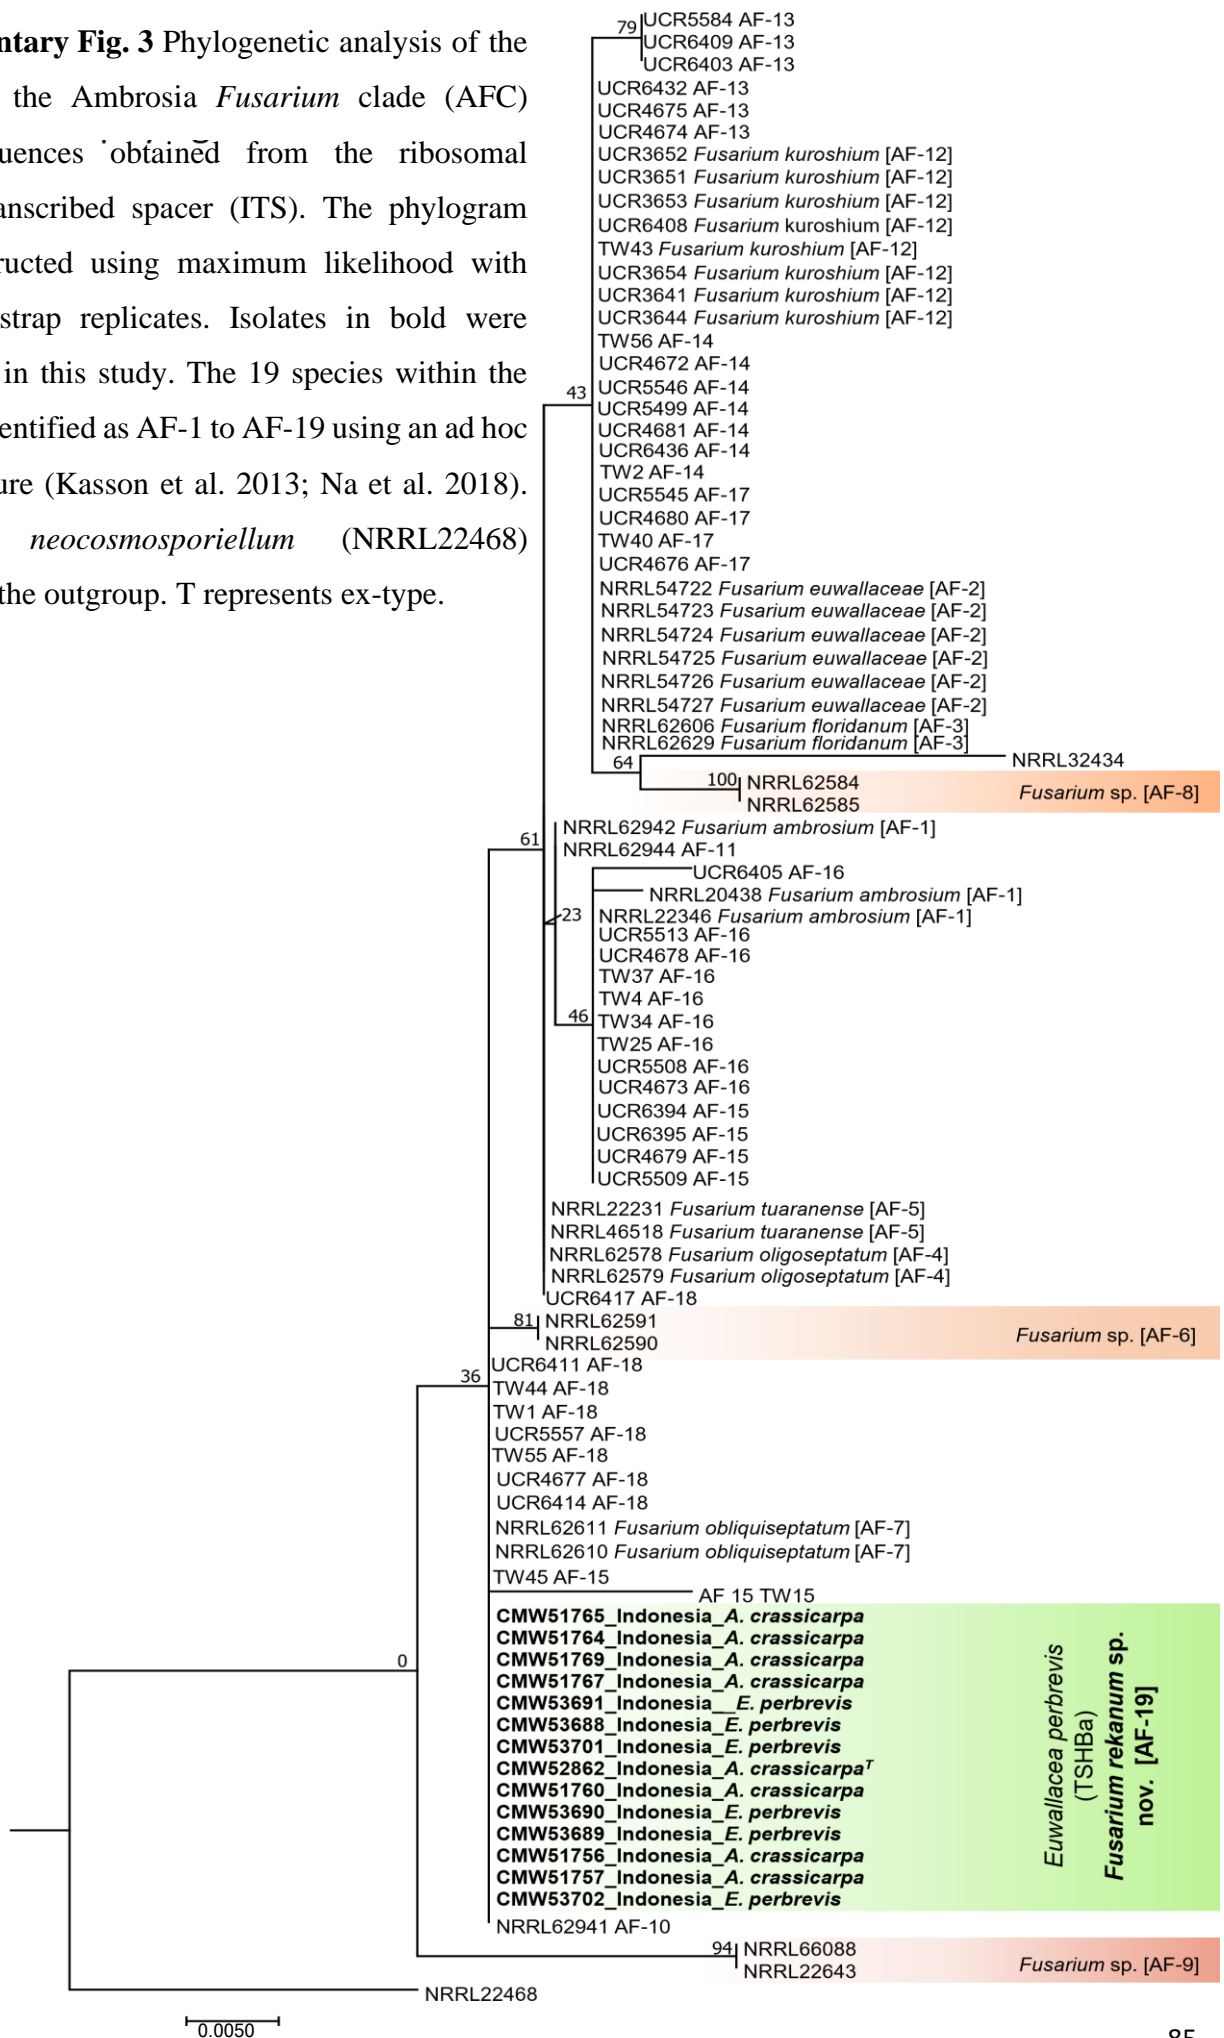 ntary Fig. 3 Phylogenetic analysis of the
the Ambrosia Fusarium clade (AFC)
uences obtained from the ribosomal
anscribed spacer (ITS). The phylogram
ructed using maximum likelihood with
strap replicates. Isolates in bold were
in this study. The 19 species within the
entified as AF-1 to AF-19 using an ad hoc
ure (Kasson et al. 2013; Na et al. 2018).
neocosmosporiellum (NRRL22468)
the outgroup. T represents ex-type.
79
UCR5584 AF-13
UCR6409 AF-13
UCR6403 AF-13
UCR6432 AF-13
UCR4675 AF-13
UCR4674 AF-13
UCR3652 Fusarium kuroshium [AF-12]
UCR3651 Fusarium kuroshium [AF-12]
UCR3653 Fusarium kuroshium [AF-12]
UCR6408 Fusarium kuroshium [AF-12]
TW43 Fusarium kuroshium [AF-12]
UCR3654 Fusarium kuroshium [AF-12]
UCR3641 Fusarium kuroshium [AF-12]
UCR3644 Fusarium kuroshium [AF-12]
TW56 AF-14
UCR4672 AF-14
43
UCR5546 AF-14
UCR5499 AF-14
UCR4681 AF-14
UCR6436 AF-14
TW2 AF-14
UCR5545 AF-17
UCR4680 AF-17
TW40 AF-17
UCR4676 AF-17
NRRL54722 Fusarium euwallaceae [AF-2]
NRRL54723 Fusarium euwallaceae [AF-2]
NRRL54724 Fusarium euwallaceae [AF-2]
NRRL54725 Fusarium euwallaceae [AF-2]
NRRL54726 Fusarium euwallaceae [AF-2]
NRRL54727 Fusarium euwallaceae [AF-2]
NRRL62606 Fusarium floridanum [AF-3]
NRRL62629 Fusarium floridanum [AF-3]
64
NRRL32434
100
NRRL62584
NRRL62585
Fusarium sp. [AF-8]
61
NRRL62942 Fusarium ambrosium [AF-1]
NRRL62944 AF-11
UCR6405 AF-16
NRRL20438 Fusarium ambrosium [AF-1]
23
NRRL22346 Fusarium ambrosium [AF-1]
UCR5513 AF-16
UCR4678 AF-16
TW37 AF-16
TW4 AF-16
46
TW34 AF-16
TW25 AF-16
UCR5508 AF-16
UCR4673 AF-16
UCR6394 AF-15
UCR6395 AF-15
UCR4679 AF-15
UCR5509 AF-15
NRRL22231 Fusarium tuaranense [AF-5]
NRRL46518 Fusarium tuaranense [AF-5]
NRRL62578 Fusarium oligoseptatum [AF-4]
NRRL62579 Fusarium oligoseptatum [AF-4]
UCR6417 AF-18
81
NRRL62591
NRRL62590
Fusarium sp. [AF-6]
36
UCR6411 AF-18
TW44 AF-18
TW1 AF-18
UCR5557 AF-18
TW55 AF-18
UCR4677 AF-18
UCR6414 AF-18
NRRL62611 Fusarium obliquiseptatum [AF-7]
NRRL62610 Fusarium obliquiseptatum [AF-7]
TW45 AF-15
AF 15 TW15
CMW51765_Indonesia_A. crassicarpa
CMW51764_Indonesia_A. crassicarpa
CMW51769_Indonesia_A. crassicarpa
CMW51767_Indonesia_A. crassicarpa
CMW53691_Indonesia__E. perbrevis
CMW53688_Indonesia_E. perbrevis
CMW53701_Indonesia_E. perbrevis
CMW52862_Indonesia_A. crassicarpaT
CMW51760_Indonesia_A. crassicarpa
CMW53690_Indonesia_E. perbrevis
CMW53689_Indonesia_E. perbrevis
CMW51756_Indonesia_A. crassicarpa
CMW51757_Indonesia_A. crassicarpa
CMW53702_Indonesia_E. perbrevis
Euwallacea perbrevis
(TSHBa)
Fusarium rekanum sp.
nov. [AF-19]
0
NRRL62941 AF-10
94
NRRL66088
NRRL22643
Fusarium sp. [AF-9]
NRRL22468
0.0050